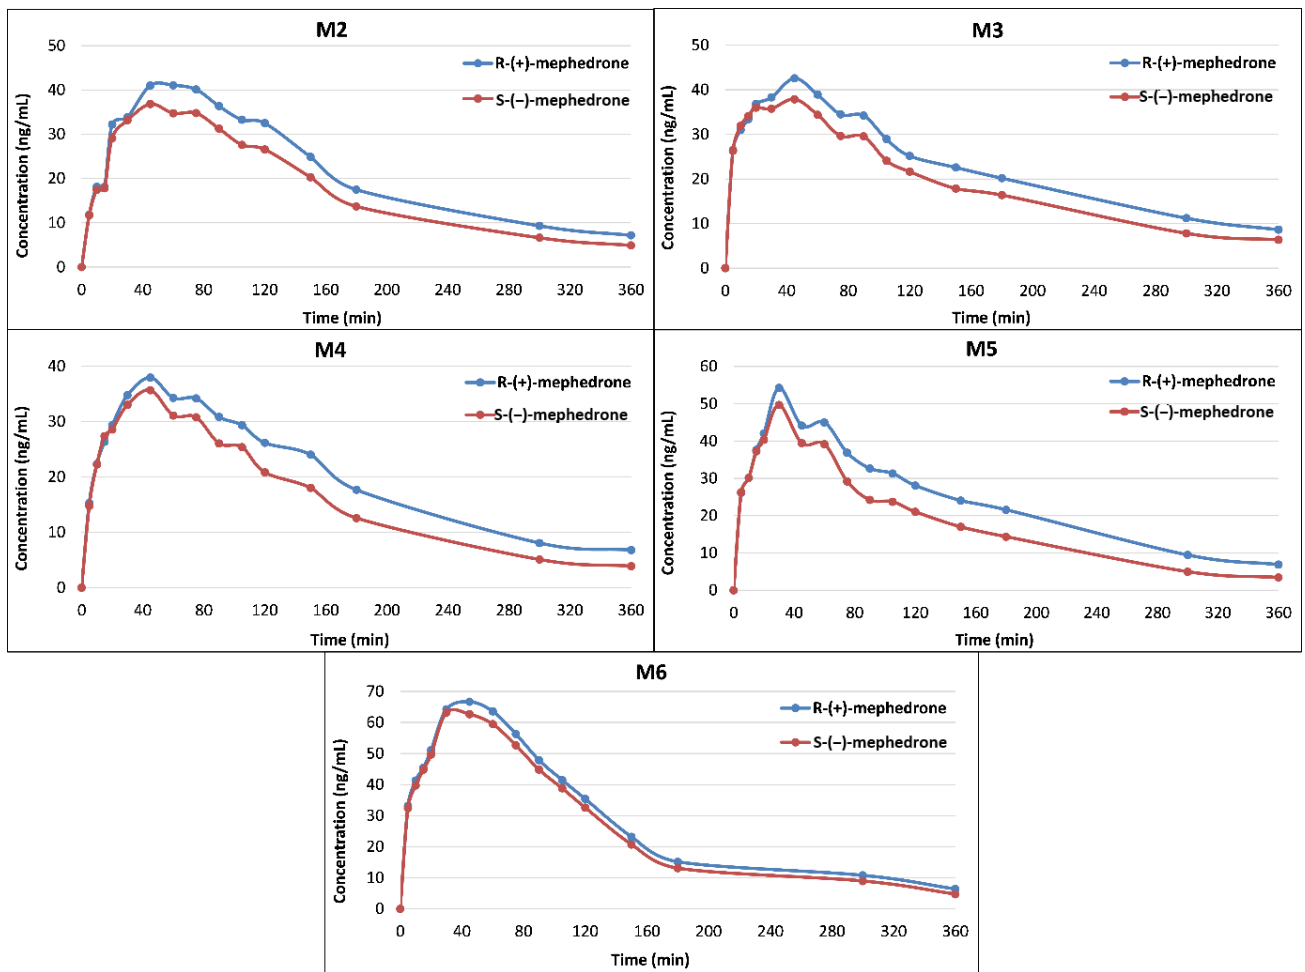 M2
R-(+)-mephedrone
S-(−)-mephedrone
Concentration (ng/mL)
50
40
30
20
10
0
0 40 80 120 160 200 240 280 320 360
Time (min)
M3
R-(+)-mephedrone
S-(−)-mephedrone
Concentration (ng/mL)
50
40
30
20
10
0
0 40 80 120 160 200 240 280 320 360
Time (min)
M4
R-(+)-mephedrone
S-(−)-mephedrone
Concentration (ng/mL)
40
30
20
10
0
0 40 80 120 160 200 240 280 320 360
Time (min)
M5
R-(+)-mephedrone
S-(−)-mephedrone
Concentration (ng/mL)
60
50
40
30
20
10
0
0 40 80 120 160 200 240 280 320 360
Time (min)
M6
R-(+)-mephedrone
S-(−)-mephedrone
Concentration (ng/mL)
70
60
50
40
30
20
10
0
0 40 80 120 160 200 240 280 320 360
Time (min)